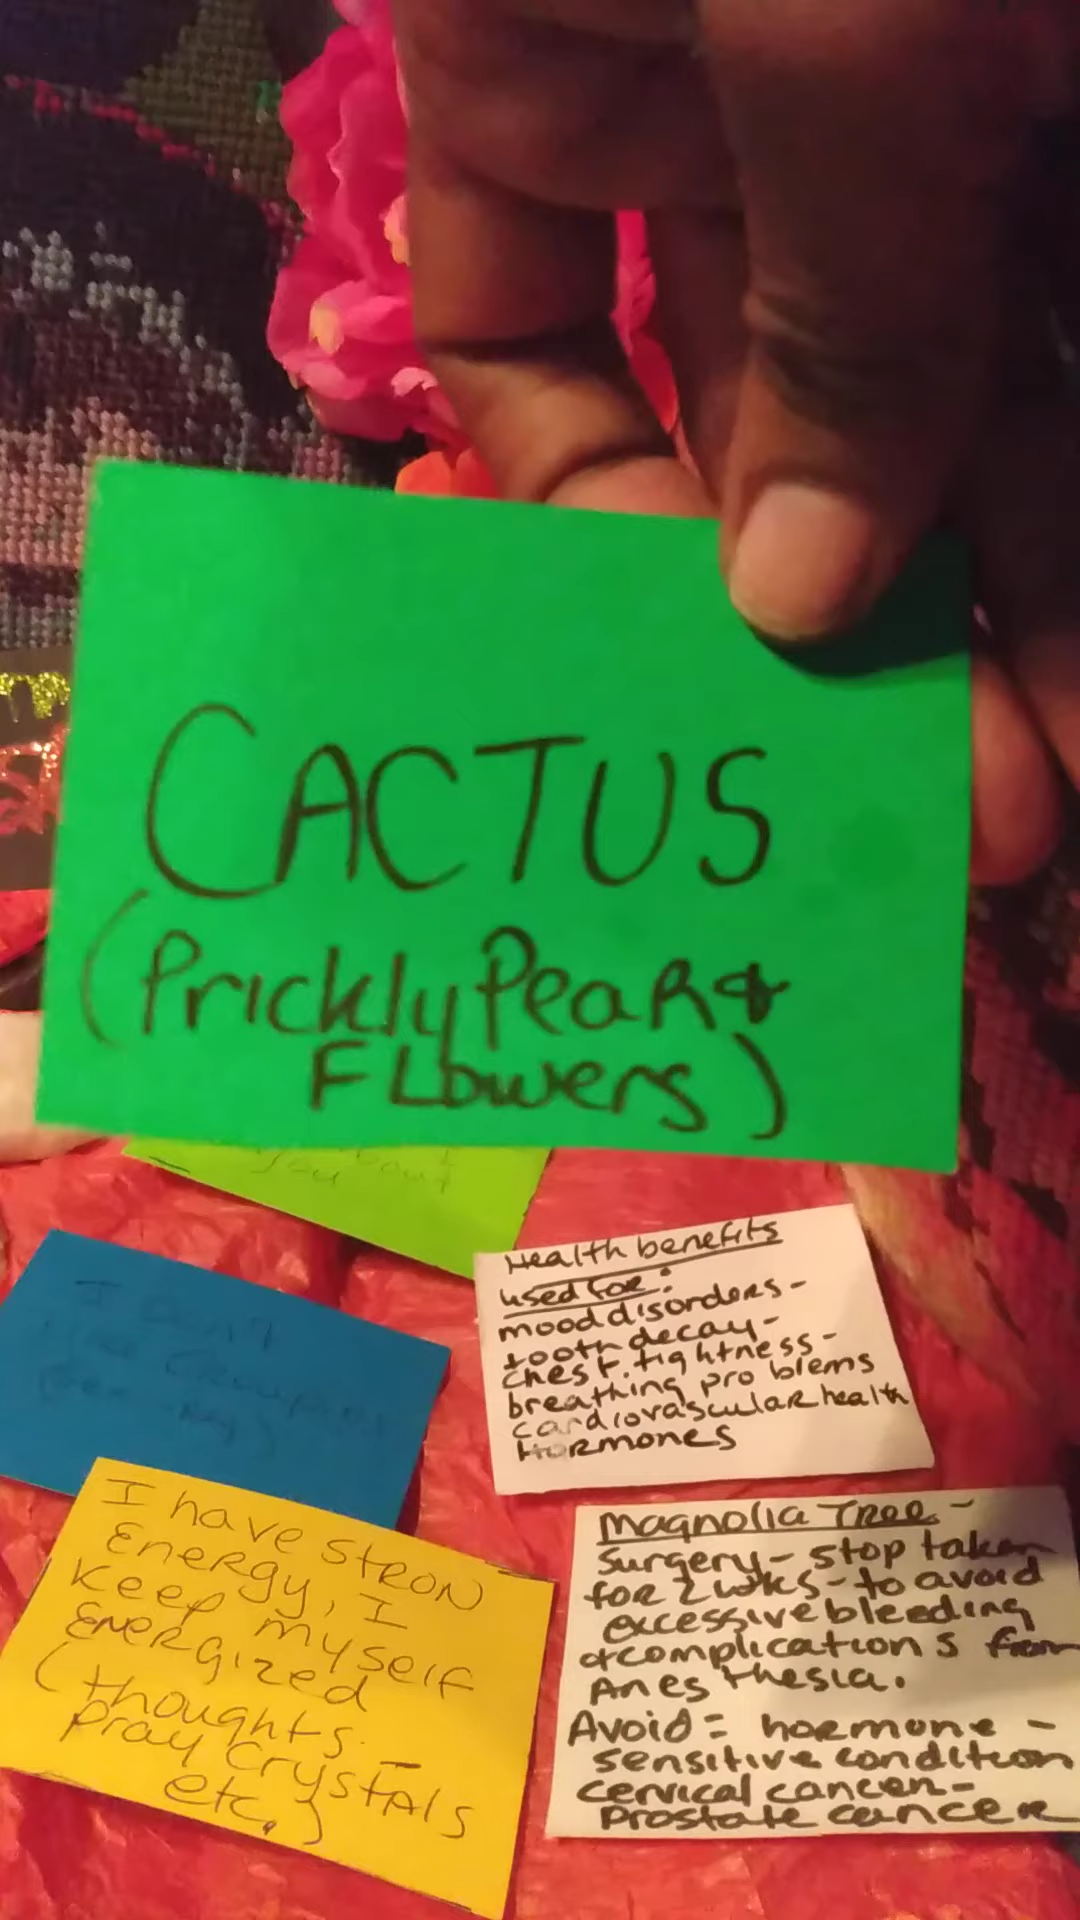 CACTUS
(Prickly Pear &
FLowers)
You
I Don't
Health benefits
used for:
mood disorders-
tooth decay-
chest. tightness-
breathing problems
cardiovascular health
HORMONES
I have STRON
ENERGY, I
Keep myself
ENERGIZED
(thoughts.
Pray Crystals
etc.)
Magnolia TRee-
Surgery- stop taken
for 2 wks- to avoid
excessive bleeding
& complications from
Anesthesia.
Avoid= hormone-
sensitive condition
cervical cancer-
Prostate cancer